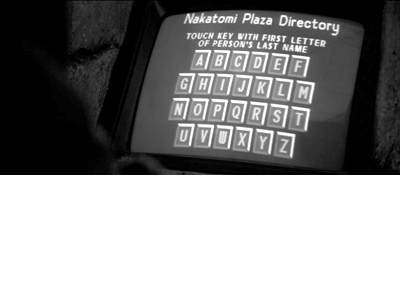 Nakatomi Plaza Directory
TOUCH KEY WITH FIRST LETTER
OF PERSON'S LAST NAME
A B C D E F
G H I J K L M
N O P Q R S T
U V W X Y Z